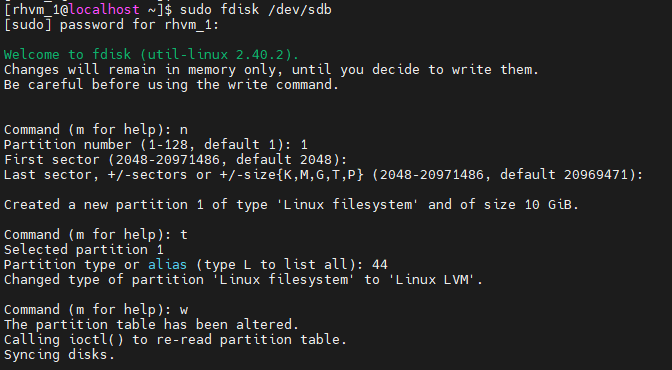 [rhvm_1@localhost ~]$ sudo fdisk /dev/sdb
[sudo] password for rhvm_1:
Welcome to fdisk (util-linux 2.40.2).
Changes will remain in memory only, until you decide to write them.
Be careful before using the write command.
Command (m for help): n
Partition number (1-128, default 1): 1
First sector (2048-20971486, default 2048):
Last sector, +/-sectors or +/-size{K,M,G,T,P} (2048-20971486, default 20969471):
Created a new partition 1 of type 'Linux filesystem' and of size 10 GiB.
Command (m for help): t
Selected partition 1
Partition type or alias (type L to list all): 44
Changed type of partition 'Linux filesystem' to 'Linux LVM'.
Command (m for help): w
The partition table has been altered.
Calling ioctl() to re-read partition table.
Syncing disks.